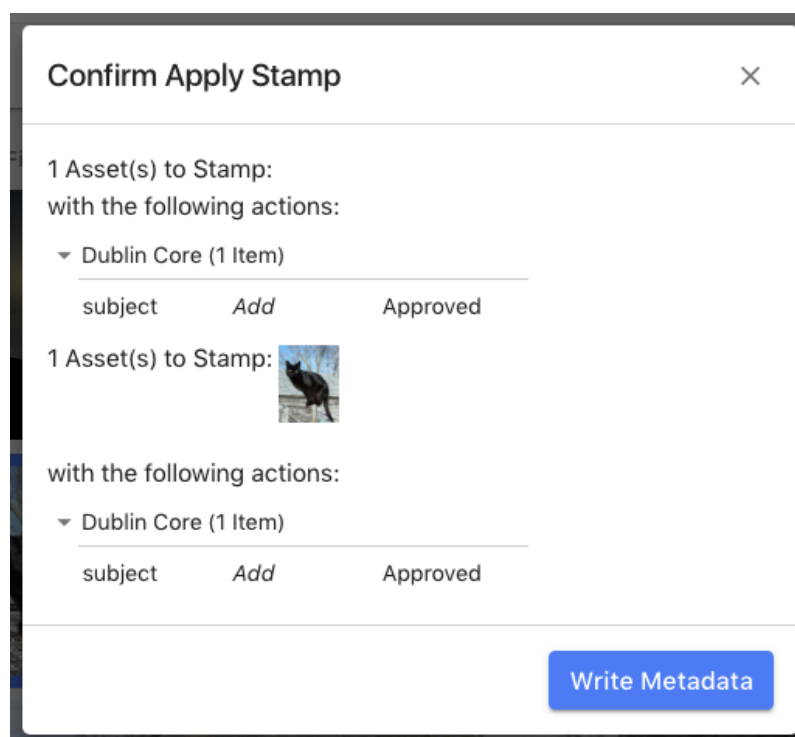 Confirm Apply Stamp
1 Asset(s) to Stamp:
with the following actions:
Dublin Core (1 Item)
subject Add Approved
1 Asset(s) to Stamp:
with the following actions:
Dublin Core (1 Item)
subject Add Approved
Write Metadata